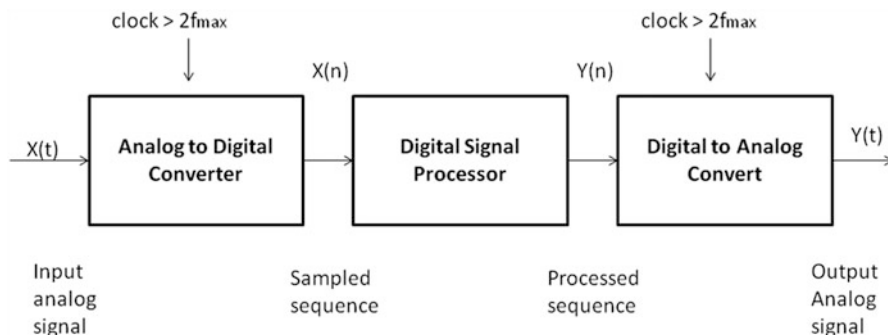 clock > 2fmax
clock > 2fmax
X(n)
Y(n)
X(t)
Analog to Digital
Converter
Digital Signal
Processor
Digital to Analog
Convert
Y(t)
Input
analog
signal
Sampled
sequence
Processed
sequence
Output
Analog
signal